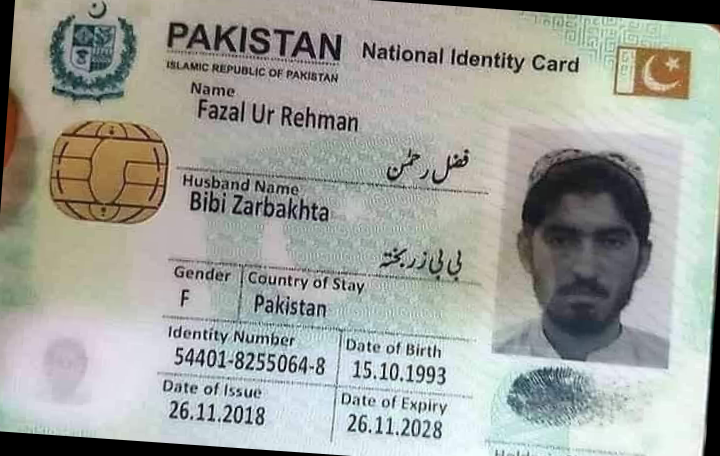 PAKISTAN National Identity Card
ISLAMIC REPUBLIC OF PAKISTAN
Name
Fazal Ur Rehman
فضل رحمٰن
Husband Name
Bibi Zarbakhta
بی بی زر بختہ
Gender Country of Stay
F Pakistan
Identity Number Date of Birth
54401-8255064-8 15.10.1993
Date of Issue Date of Expiry
26.11.2018 26.11.2028